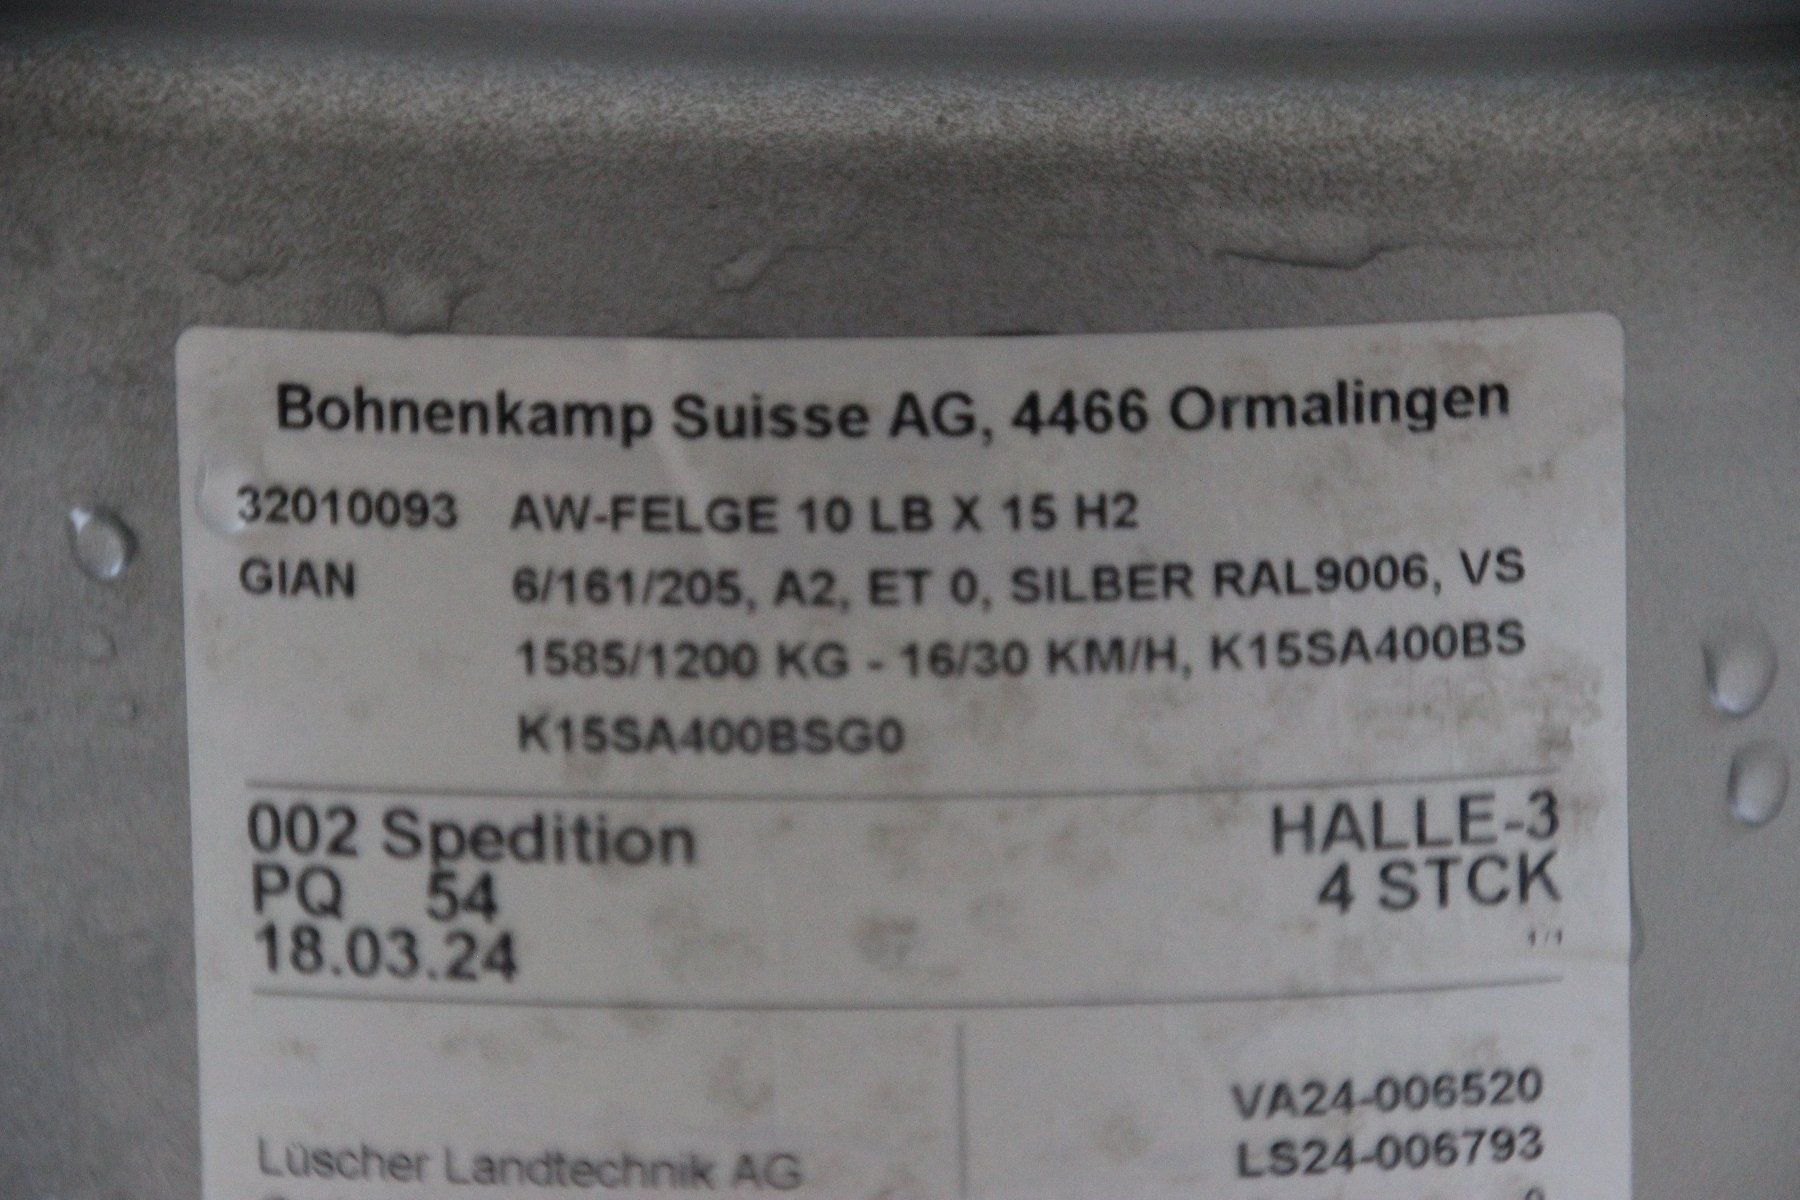 Bohnenkamp Suisse AG, 4466 Ormalingen
32010093 AW-FELGE 10 LB X 15 H2
GIAN 6/161/205, A2, ET 0, SILBER RAL9006, VS
1585/1200 KG - 16/30 KM/H, K15SA400BS
K15SA400BSG0
002 Spedition HALLE-3
PQ 54 4 STCK
18.03.24 1/1
VA24-006520
Lüscher Landtechnik AG LS24-006793